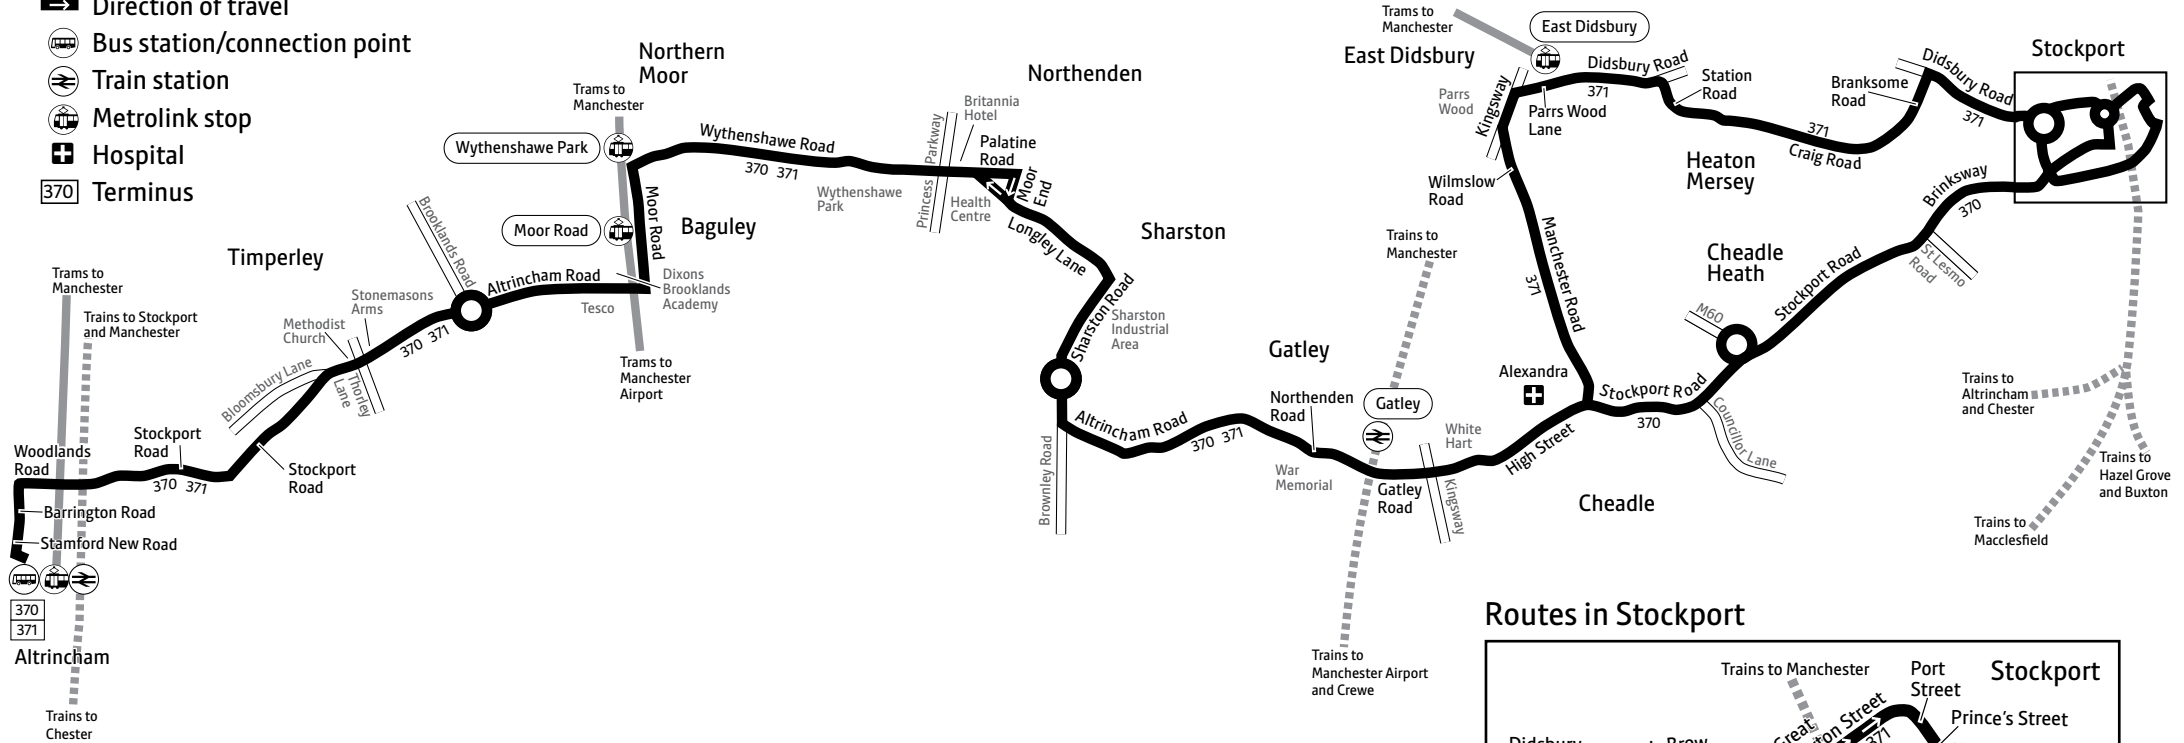 Direction of travel
Bus station/connection point
Train station
Metrolink stop
Hospital
370 Terminus
Northern
Moor
Trams to
Manchester
Wythenshawe Park
Moor Road
Moor Road
Baguley
Wythenshawe Road
370 371
Wythenshawe
Park
Northenden
Britannia
Hotel
Princess Parkway
Palatine
Road
Moor
End
Health
Centre
Longley Lane
Sharston
Sharston Road
Sharston
Industrial
Area
Timperley
Brooklands Road
Altrincham Road
Tesco
Dixons
Brooklands
Academy
Trams to
Manchester
Airport
Stonemasons
Arms
Methodist
Church
370 371
Bloomsbury Lane
Thorley
Lane
Trams to
Manchester
Trains to Stockport
and Manchester
Woodlands
Road
Stockport
Road
370 371
Stockport
Road
Barrington Road
Stamford New Road
370
371
Altrincham
Trains to
Chester
Brownley Road
Altrincham Road
370 371
Gatley
Northenden
Road
War
Memorial
Trains to
Manchester
Gatley
Gatley
Road
White
Hart
Kingsway
High Street
Cheadle
Trains to
Manchester Airport
and Crewe
Alexandra
Stockport Road
370
Councillor Lane
M60
Cheadle
Heath
Stockport Road
St Lesmo
Road
Brinksway
370
Trams to
Manchester
East Didsbury
East Didsbury
Parrs
Wood
Kingsway
Didsbury Road
371
Parrs Wood
Lane
Station
Road
Wilmslow
Road
Manchester Road
371
Heaton
Mersey
371
Craig Road
Branksome
Road
Didsbury Road
371
Stockport
Trains to
Altrincham
and Chester
Trains to
Hazel Grove
and Buxton
Trains to
Macclesfield
Routes in Stockport
Trains to Manchester
Port
Street
Stockport
Prince's Street
Great
ton Street
371
Didsbury
Brow